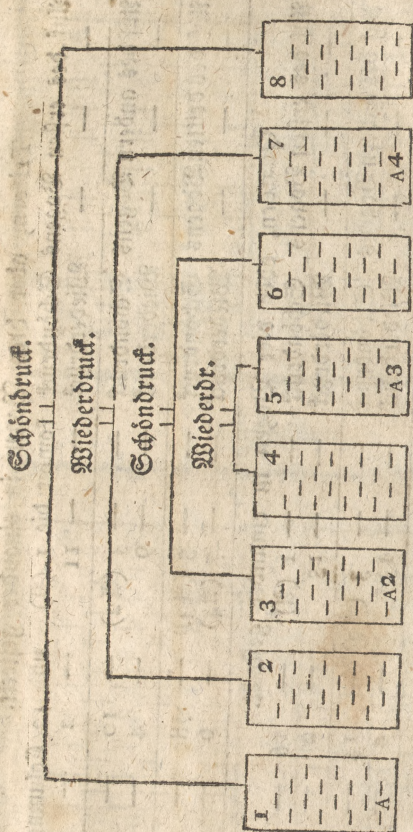 Schöndruck.
Wiederdruck.
Schöndruck.
Wiederdr.
1 2 3 4 5 6 7 8
A A2 A3 A4